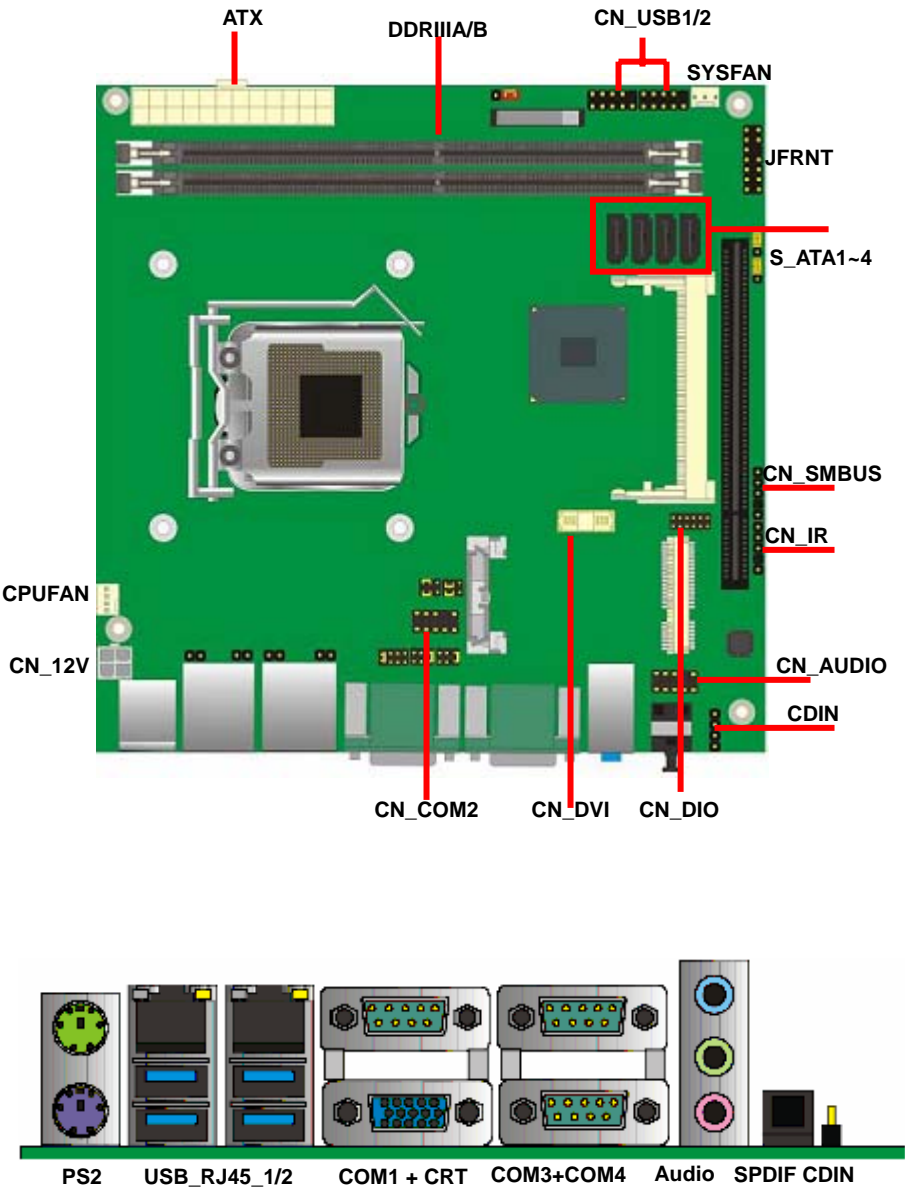 ATX
DDRIIIA/B
CN_USB1/2
SYSFAN
JFRNT
S_ATA1~4
CN_SMBUS
CN_IR
CPUFAN
CN_12V
CN_AUDIO
CDIN
CN_COM2
CN_DVI
CN_DIO
PS2
USB_RJ45_1/2
COM1 + CRT
COM3+COM4
Audio
SPDIF CDIN